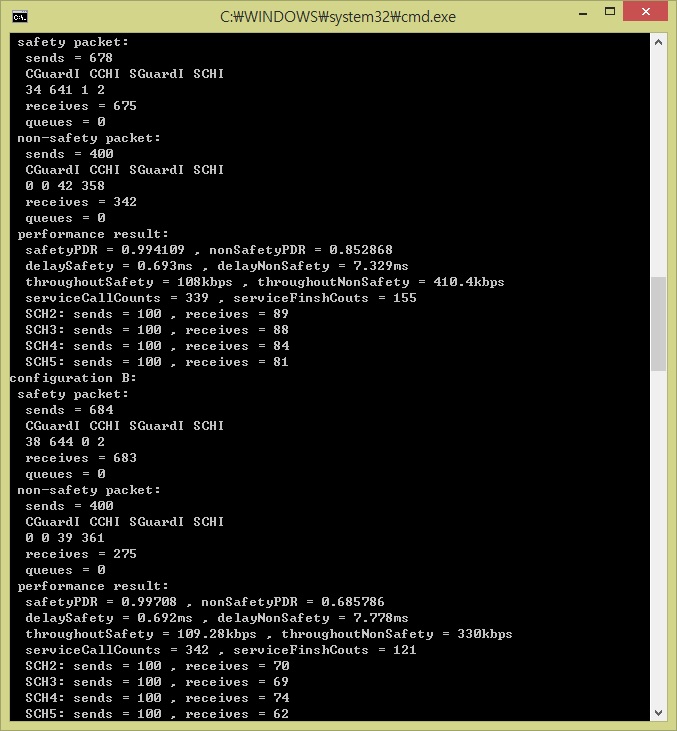 C:\WINDOWS\system32\cmd.exe
safety packet:
sends = 678
CGuardI CCHI SGuardI SCHI
34 641 1 2
receives = 675
queues = 0
non-safety packet:
sends = 400
CGuardI CCHI SGuardI SCHI
0 0 42 358
receives = 342
queues = 0
performance result:
safetyPDR = 0.994109 , nonSafetyPDR = 0.852868
delaySafety = 0.693ms , delayNonSafety = 7.329ms
throughoutSafety = 108kbps , throughoutNonSafety = 410.4kbps
serviceCallCounts = 339 , serviceFinshCouts = 155
SCH2: sends = 100 , receives = 89
SCH3: sends = 100 , receives = 88
SCH4: sends = 100 , receives = 84
SCH5: sends = 100 , receives = 81
configuration B:
safety packet:
sends = 684
CGuardI CCHI SGuardI SCHI
38 644 0 2
receives = 683
queues = 0
non-safety packet:
sends = 400
CGuardI CCHI SGuardI SCHI
0 0 39 361
receives = 275
queues = 0
performance result:
safetyPDR = 0.99708 , nonSafetyPDR = 0.685786
delaySafety = 0.692ms , delayNonSafety = 7.778ms
throughoutSafety = 109.28kbps , throughoutNonSafety = 330kbps
serviceCallCounts = 342 , serviceFinshCouts = 121
SCH2: sends = 100 , receives = 70
SCH3: sends = 100 , receives = 69
SCH4: sends = 100 , receives = 74
SCH5: sends = 100 , receives = 62